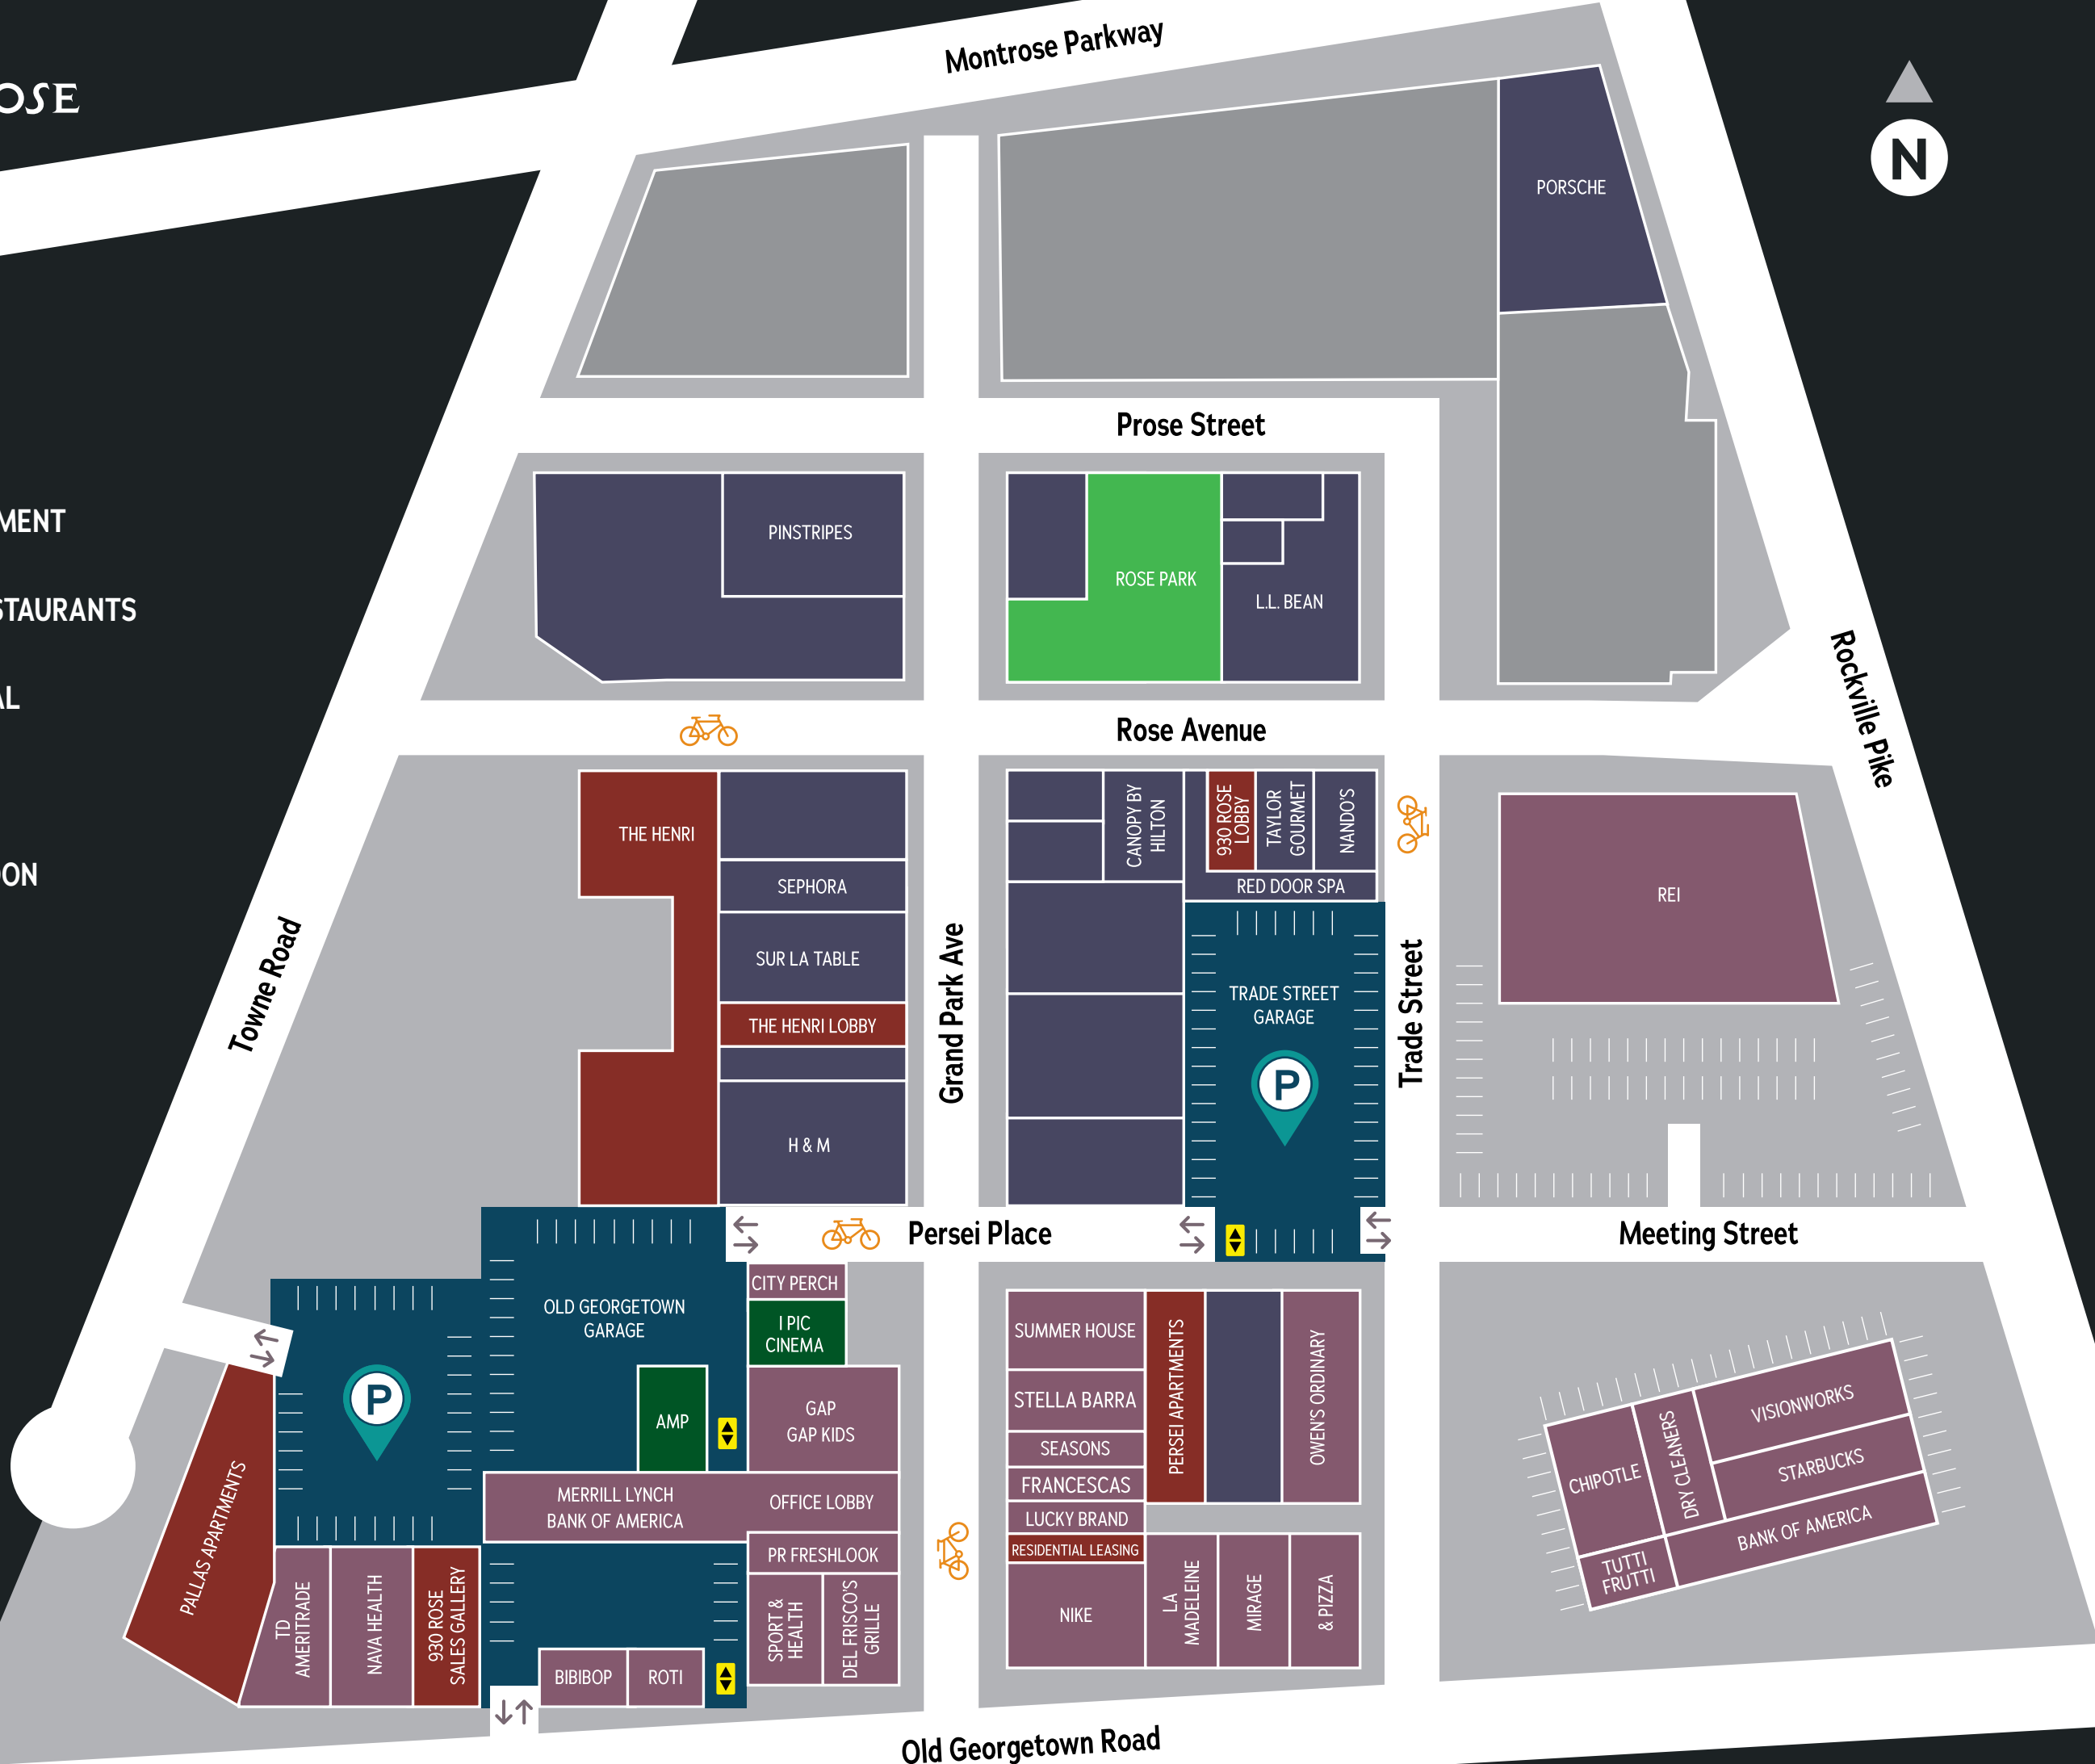 Montrose Parkway
OSE
N
PORSCHE
Prose Street
MENT
PINSTRIPES
ROSE PARK
STAURANTS
L.L. BEAN
AL
Rockville Pike
Rose Avenue
ON
THE HENRI
SEPHORA
SUR LA TABLE
THE HENRI LOBBY
H & M
Towne Road
Grand Park Ave
CANOPY BY
HILTON
930 ROSE
LOBBY
TAYLOR
GOURMET
NANDO'S
RED DOOR SPA
TRADE STREET
GARAGE
P
Trade Street
REI
Persei Place
Meeting Street
OLD GEORGETOWN
GARAGE
P
CITY PERCH
I PIC
CINEMA
AMP
GAP
GAP KIDS
MERRILL LYNCH
BANK OF AMERICA
OFFICE LOBBY
PR FRESHLOOK
SPORT &
HEALTH
DEL FRISCO'S
GRILLE
PALLAS APARTMENTS
TD
AMERITRADE
NAVA HEALTH
930 ROSE
SALES GALLERY
BIBIBOP
ROTI
SUMMER HOUSE
STELLA BARRA
SEASONS
FRANCESCAS
LUCKY BRAND
RESIDENTIAL LEASING
NIKE
PERSEI APARTMENTS
OWEN'S ORDINARY
LA
MADELEINE
MIRAGE
& PIZZA
CHIPOTLE
DRY CLEANERS
VISIONWORKS
STARBUCKS
BANK OF AMERICA
TUTTI
FRUTTI
Old Georgetown Road